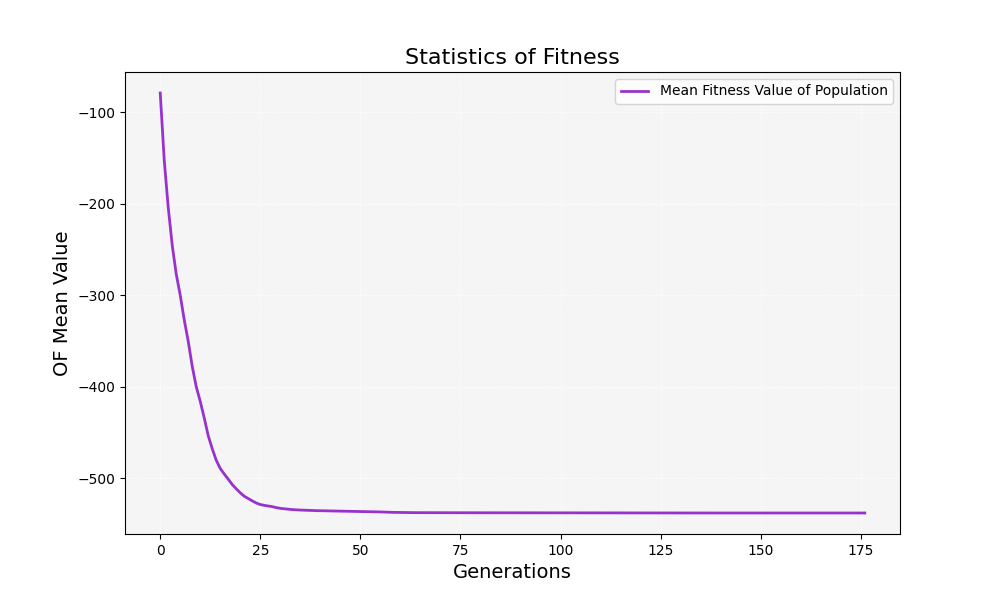 Statistics of Fitness
Mean Fitness Value of Population
OF Mean Value
−100
−200
−300
−400
−500
0 25 50 75 100 125 150 175
Generations